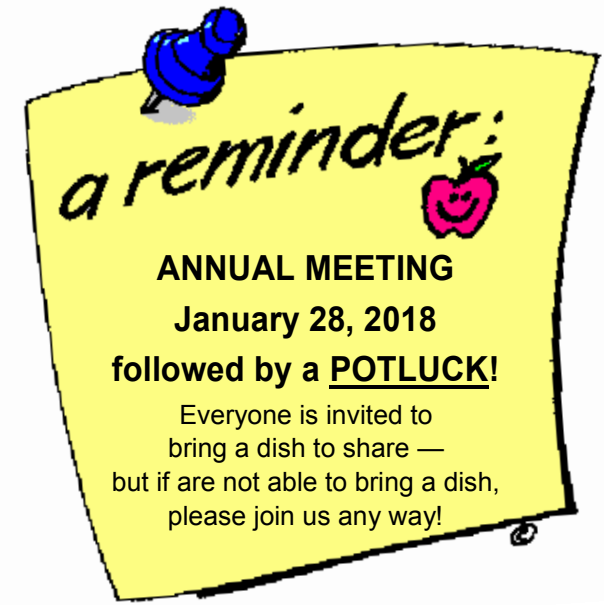 a reminder:
ANNUAL MEETING
January 28, 2018
followed by a POTLUCK!
Everyone is invited to
bring a dish to share —
but if are not able to bring a dish,
please join us any way!
©